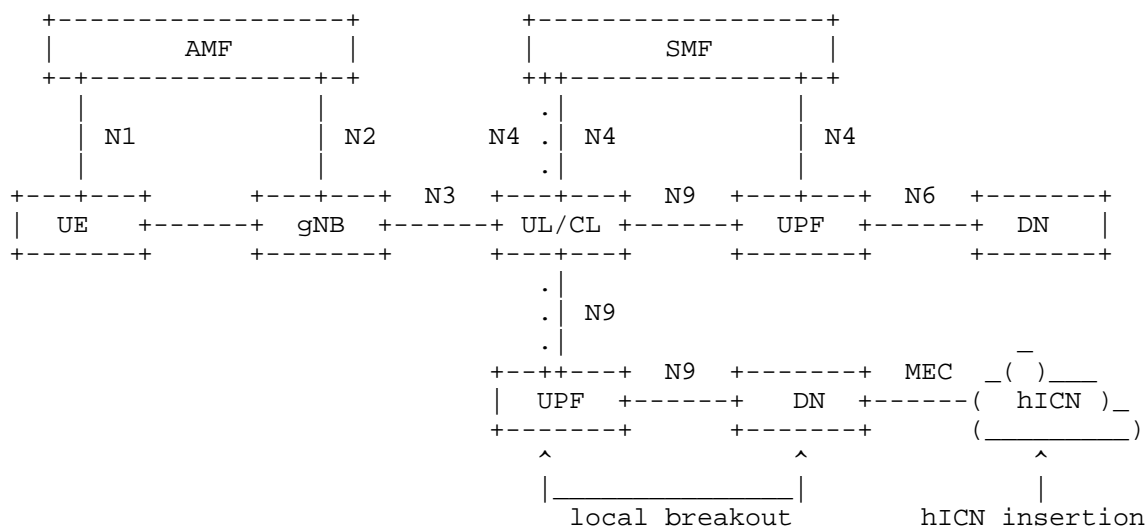 AMF SMF
N1 N2 N4 N4 N4
N3 N9 N6
UE gNB UL/CL UPF DN
N9
N9 MEC
UPF DN hICN
local breakout hICN insertion